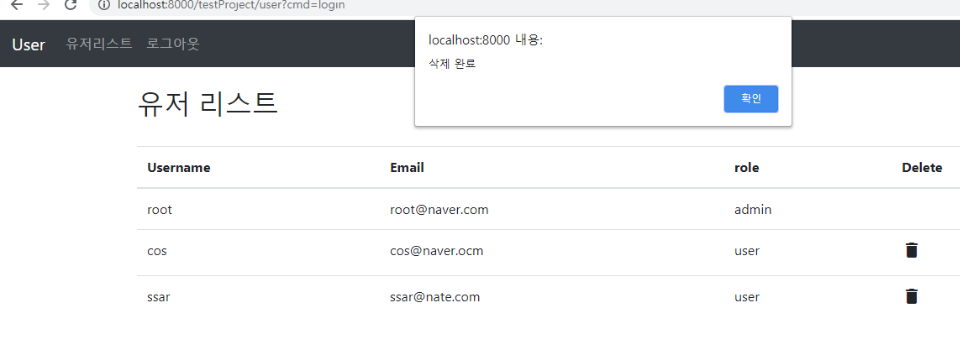 localhost:8000/testProject/user?cmd=login
localhost:8000 내용:
삭제 완료
확인
User 유저리스트 로그아웃
유저 리스트
Username Email role Delete
root root@naver.com admin
cos cos@naver.ocm user
ssar ssar@nate.com user